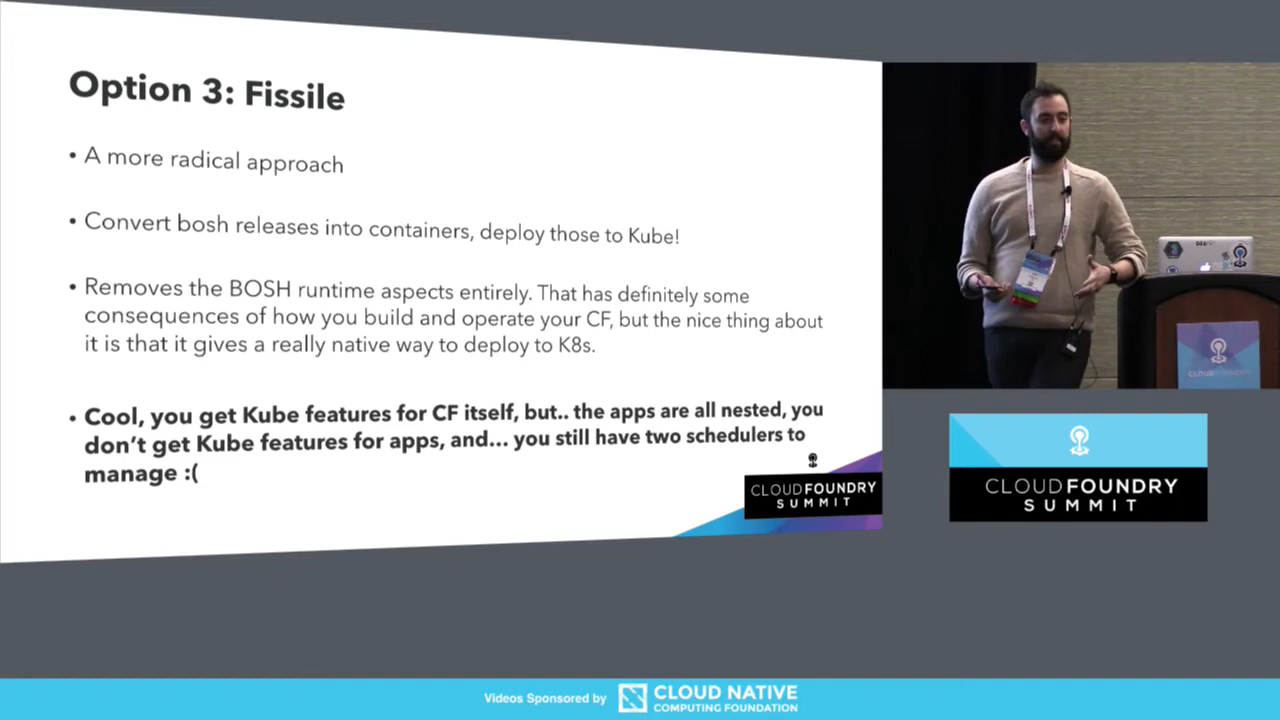 Option 3: Fissile
• A more radical approach
• Convert bosh releases into containers, deploy those to Kube!
• Removes the BOSH runtime aspects entirely. That has definitely some
consequences of how you build and operate your CF, but the nice thing about
it is that it gives a really native way to deploy to K8s.
• Cool, you get Kube features for CF itself, but.. the apps are all nested, you
don't get Kube features for apps, and... you still have two schedulers to
manage :(
CLOUDFOUNDRY
SUMMIT
CLOUDFOUNDRY
CLOUDFOUNDRY
SUMMIT
Videos Sponsored by
CLOUD NATIVE
COMPUTING FOUNDATION